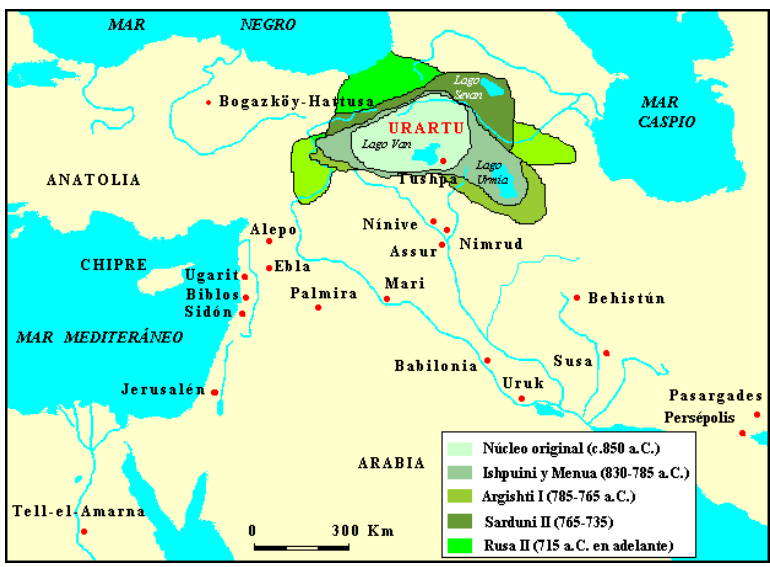 MAR NEGRO
Lago
Sevan
MAR
CASPIO
Bogazköy-Hattusa
URARTU
Lago Van
Lago
Urmia
Tushpa
ANATOLIA
Nínive
Alepo
Assur
Nimrud
CHIPRE
Ebla
Ugarit
Mari
Biblos
Palmira
Behistún
Sidón
MAR MEDITERÁNEO
Babilonia
Susa
Jerusalén
Uruk
Pasargades
Persépolis
Núcleo original (c.850 a.C.)
ARABIA
Ishpuini y Menua (830-785 a.C.)
Argishti I (785-765 a.C.)
Tell-el-Amarna
Sarduni II (765-735)
0 300 Km
Rusa II (715 a.C. en adelante)